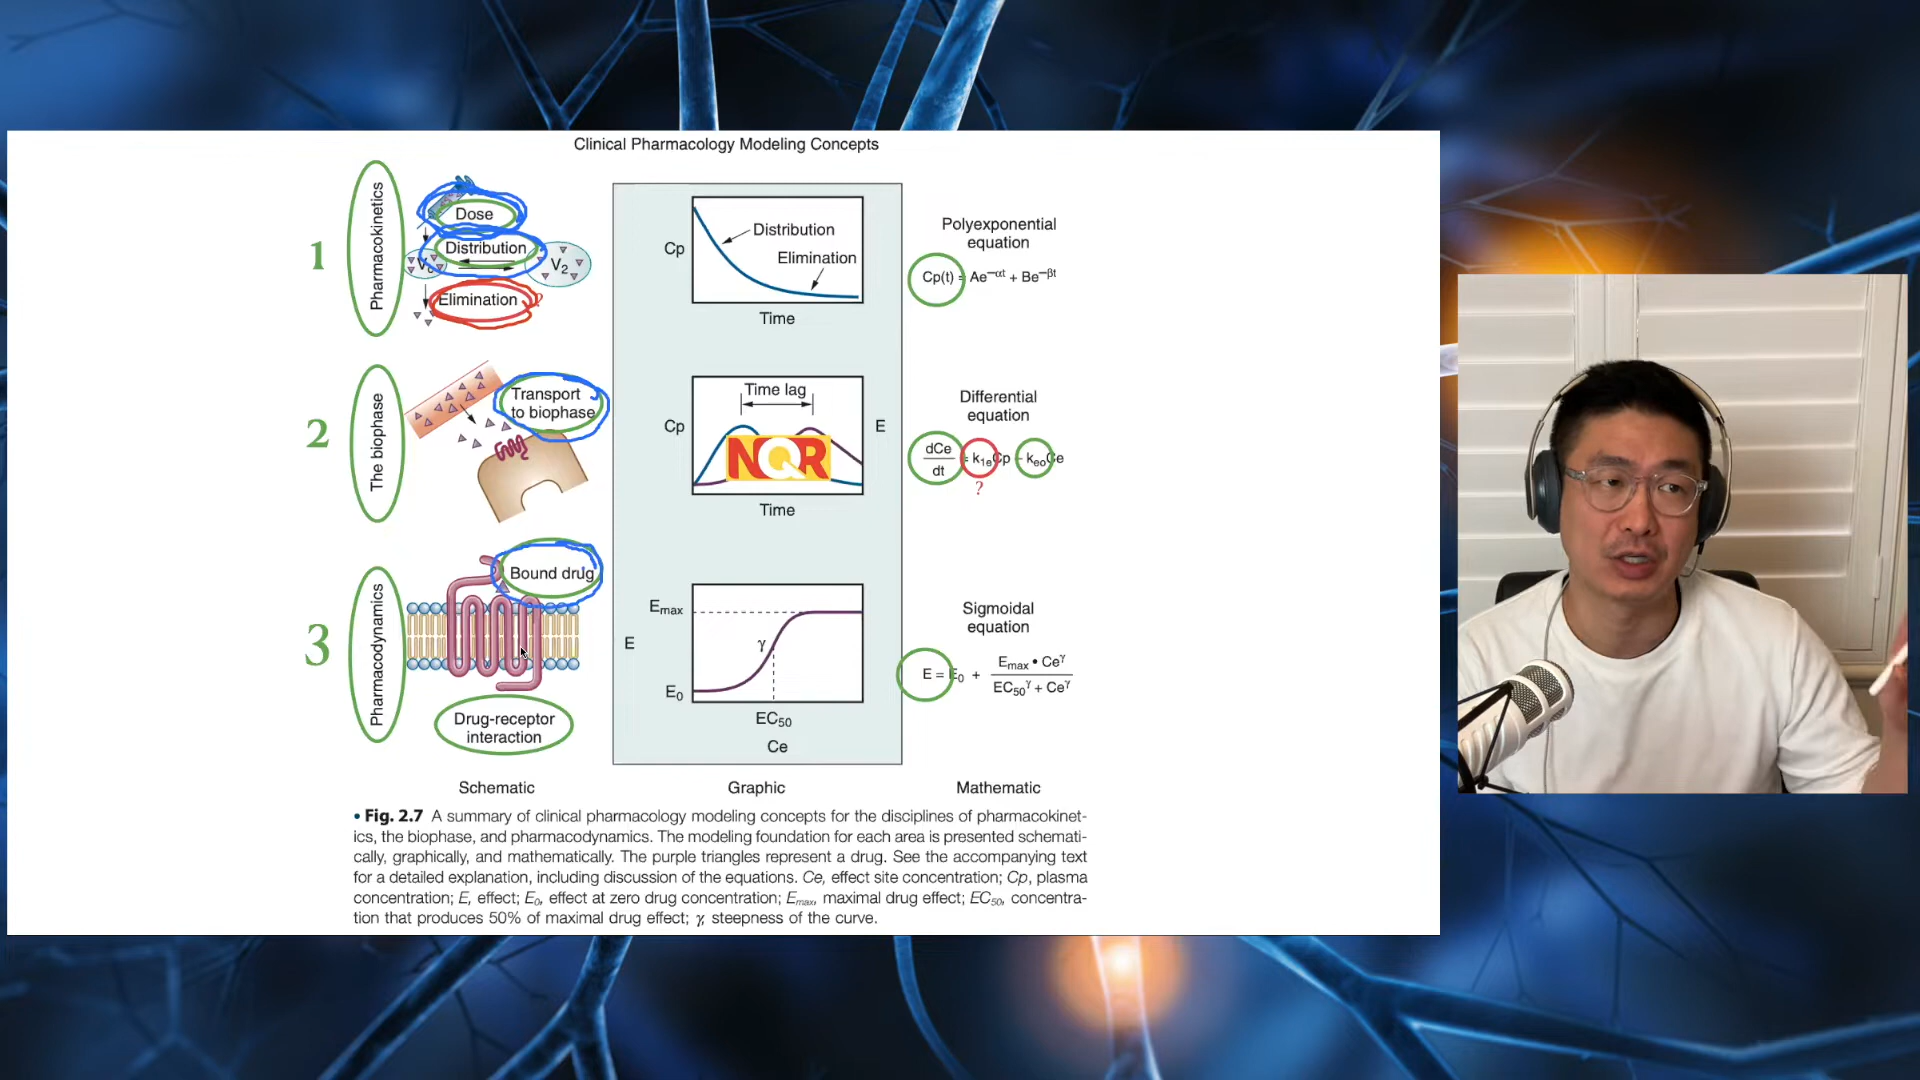 Clinical Pharmacology Modeling Concepts
1
Pharmacokinetics
Dose
Distribution
V2
Elimination ?
Cp
Distribution
Elimination
Time
Polyexponential
equation
Cp(t) = Ae−αt + Be−βt
2
The biophase
Transport
to biophase
Time lag
Cp
E
NQR
Time
Differential
equation
dCe
dt
= k1eCp − keoCe
?
3
Pharmacodynamics
Bound drug
Drug-receptor
interaction
Emax
E
γ
E0
EC50
Ce
Sigmoidal
equation
E = E0 + Emax • Ceγ
EC50γ + Ceγ
Schematic
Graphic
Mathematic
• Fig. 2.7 A summary of clinical pharmacology modeling concepts for the disciplines of pharmacokinet-
ics, the biophase, and pharmacodynamics. The modeling foundation for each area is presented schemati-
cally, graphically, and mathematically. The purple triangles represent a drug. See the accompanying text
for a detailed explanation, including discussion of the equations. Ce, effect site concentration; Cp, plasma
concentration; E, effect; E0, effect at zero drug concentration; Emax, maximal drug effect; EC50, concentra-
tion that produces 50% of maximal drug effect; γ, steepness of the curve.